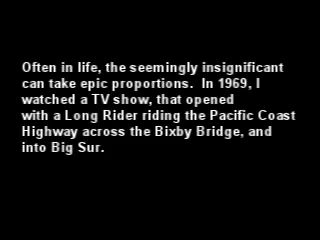 Often in life, the seemingly insignificant
can take epic proportions.  In 1969, I
watched a TV show, that opened
with a Long Rider riding the Pacific Coast
Highway across the Bixby Bridge, and
into Big Sur.